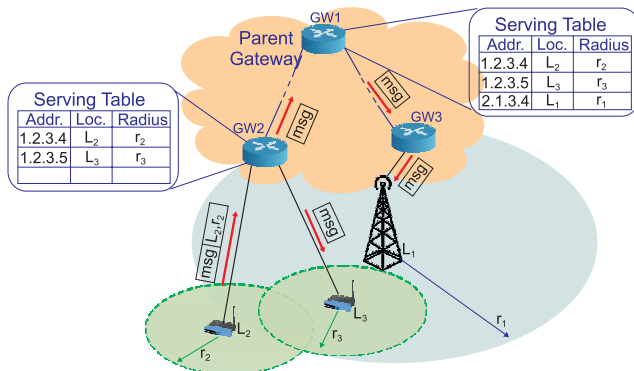 GW1
Parent
Gateway
Serving Table
Addr. Loc. Radius
1.2.3.4 L2 r2
1.2.3.5 L3 r3
2.1.3.4 L1 r1
Serving Table
Addr. Loc. Radius
1.2.3.4 L2 r2
1.2.3.5 L3 r3
GW2
msg
msg
GW3
msg
msg L2,r2
msg
L1
r1
L2
r2
L3
r3